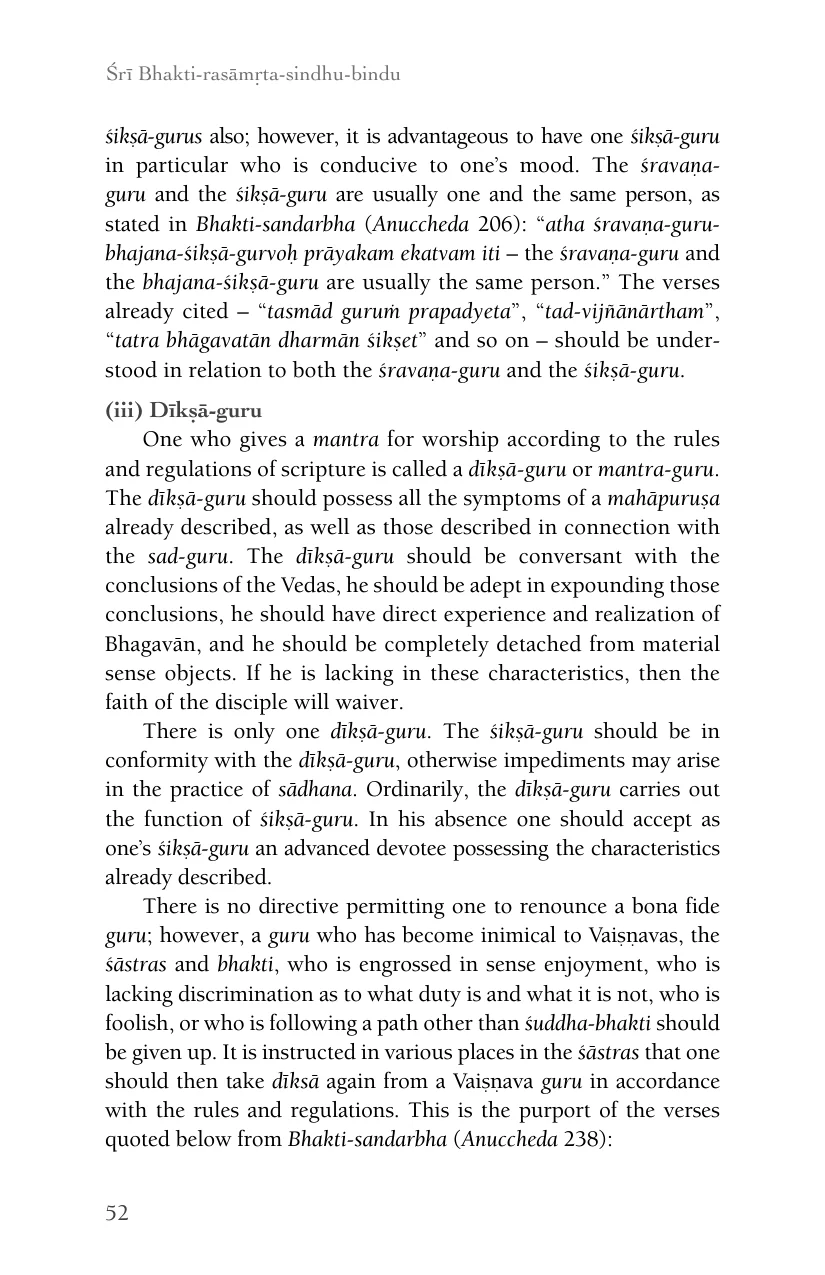 Śrī Bhakti-rasāmṛta-sindhu-bindu
śikṣā-gurus also; however, it is advantageous to have one śikṣā-guru
in particular who is conducive to one’s mood. The śravaṇa-
guru and the śikṣā-guru are usually one and the same person, as
stated in Bhakti-sandarbha (Anuccheda 206): “atha śravaṇa-guru-
bhajana-śikṣā-gurvoḥ prāyakam ekatvam iti – the śravaṇa-guru and
the bhajana-śikṣā-guru are usually the same person.” The verses
already cited – “tasmād guruṁ prapadyeta”, “tad-vijñānārtham”,
“tatra bhāgavatān dharmān śikṣet” and so on – should be under-
stood in relation to both the śravaṇa-guru and the śikṣā-guru.
(iii) Dīkṣā-guru
One who gives a mantra for worship according to the rules
and regulations of scripture is called a dīkṣā-guru or mantra-guru.
The dīkṣā-guru should possess all the symptoms of a mahāpuruṣa
already described, as well as those described in connection with
the sad-guru. The dīkṣā-guru should be conversant with the
conclusions of the Vedas, he should be adept in expounding those
conclusions, he should have direct experience and realization of
Bhagavān, and he should be completely detached from material
sense objects. If he is lacking in these characteristics, then the
faith of the disciple will waiver.
There is only one dīkṣā-guru. The śikṣā-guru should be in
conformity with the dīkṣā-guru, otherwise impediments may arise
in the practice of sādhana. Ordinarily, the dīkṣā-guru carries out
the function of śikṣā-guru. In his absence one should accept as
one’s śikṣā-guru an advanced devotee possessing the characteristics
already described.
There is no directive permitting one to renounce a bona fide
guru; however, a guru who has become inimical to Vaiṣṇavas, the
śāstras and bhakti, who is engrossed in sense enjoyment, who is
lacking discrimination as to what duty is and what it is not, who is
foolish, or who is following a path other than śuddha-bhakti should
be given up. It is instructed in various places in the śāstras that one
should then take dīksā again from a Vaiṣṇava guru in accordance
with the rules and regulations. This is the purport of the verses
quoted below from Bhakti-sandarbha (Anuccheda 238):
52